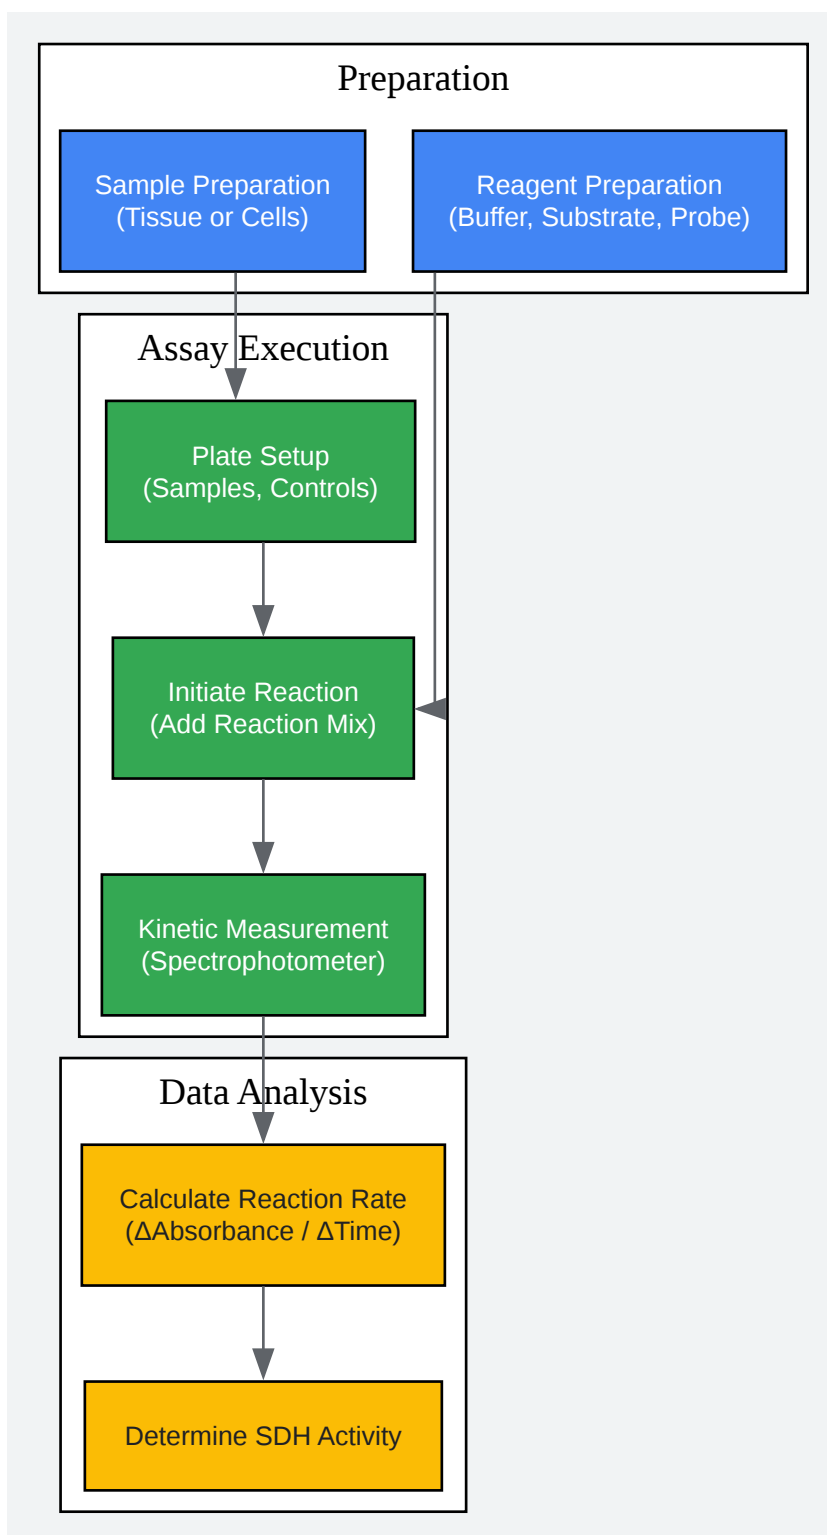 Preparation
Sample Preparation
(Tissue or Cells)
Reagent Preparation
(Buffer, Substrate, Probe)
Assay Execution
Plate Setup
(Samples, Controls)
Initiate Reaction
(Add Reaction Mix)
Kinetic Measurement
(Spectrophotometer)
Data Analysis
Calculate Reaction Rate
(ΔAbsorbance / ΔTime)
Determine SDH Activity